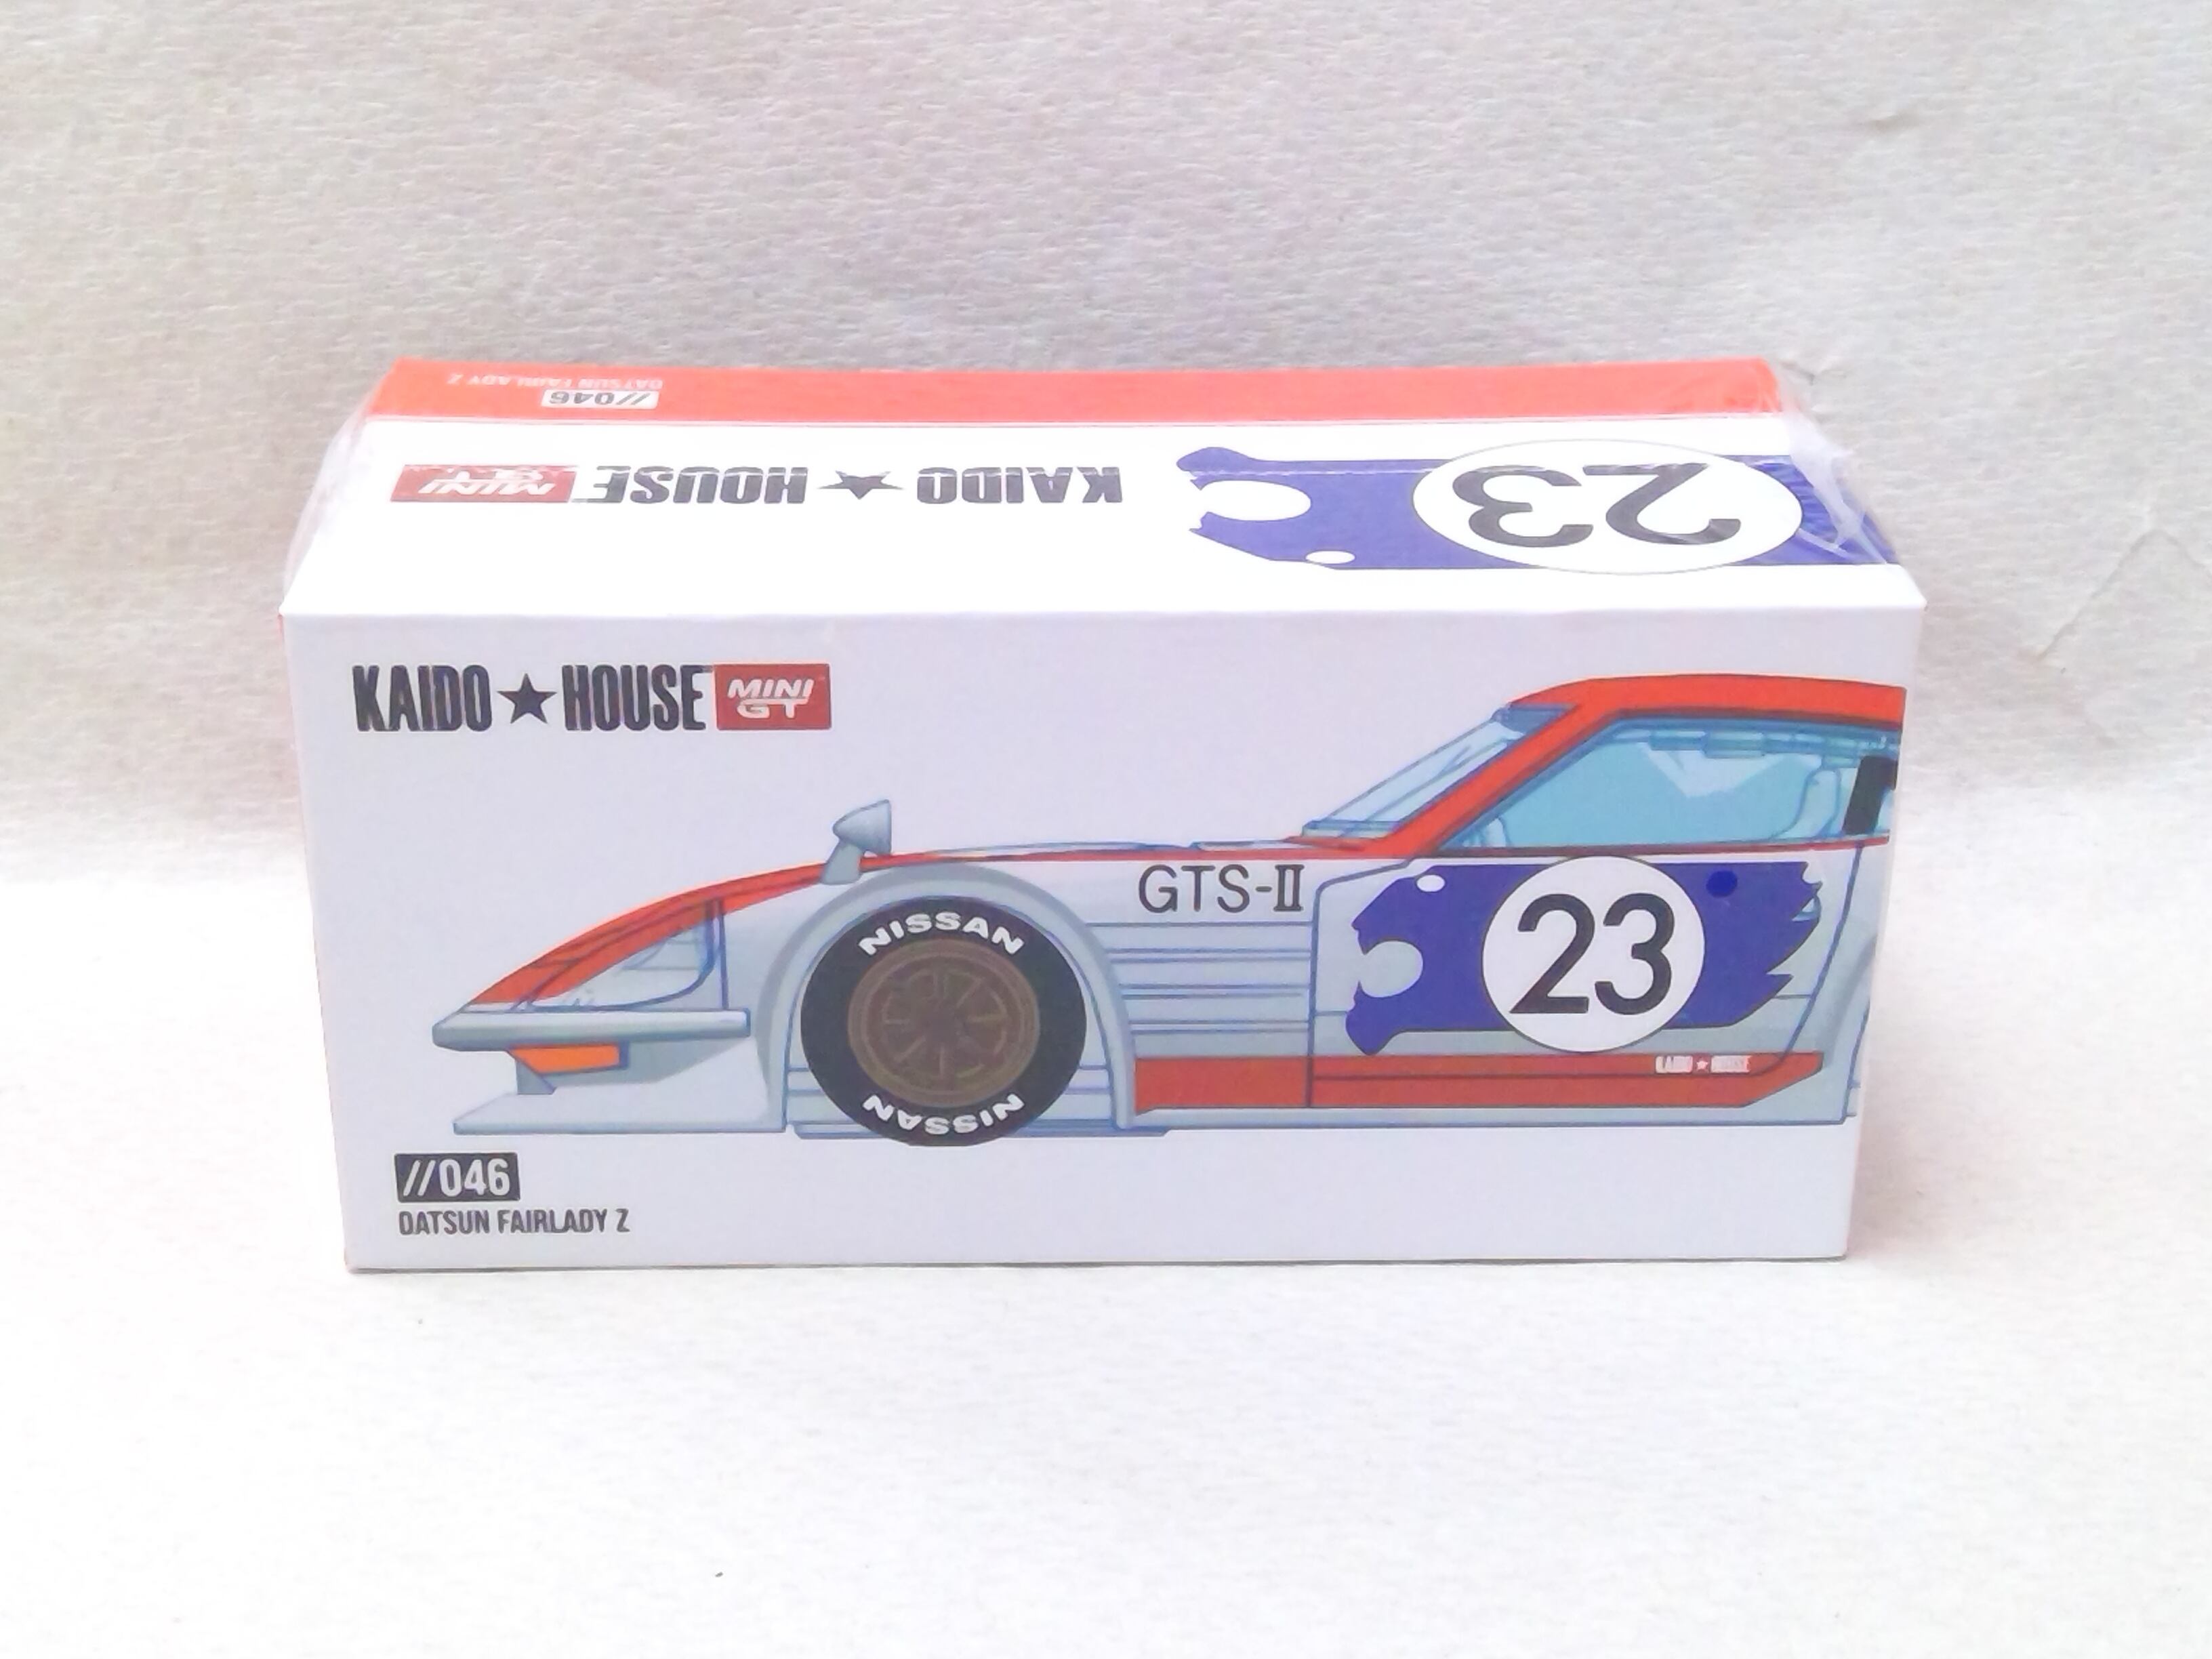 DATSUN FAIRLADY Z
//046
KAIDO★HOUSE MINI GT
23
KAIDO★HOUSE MINI GT
GTS-II
NISSAN
23
KAIDO★HOUSE
NISSAN
//046
DATSUN FAIRLADY Z